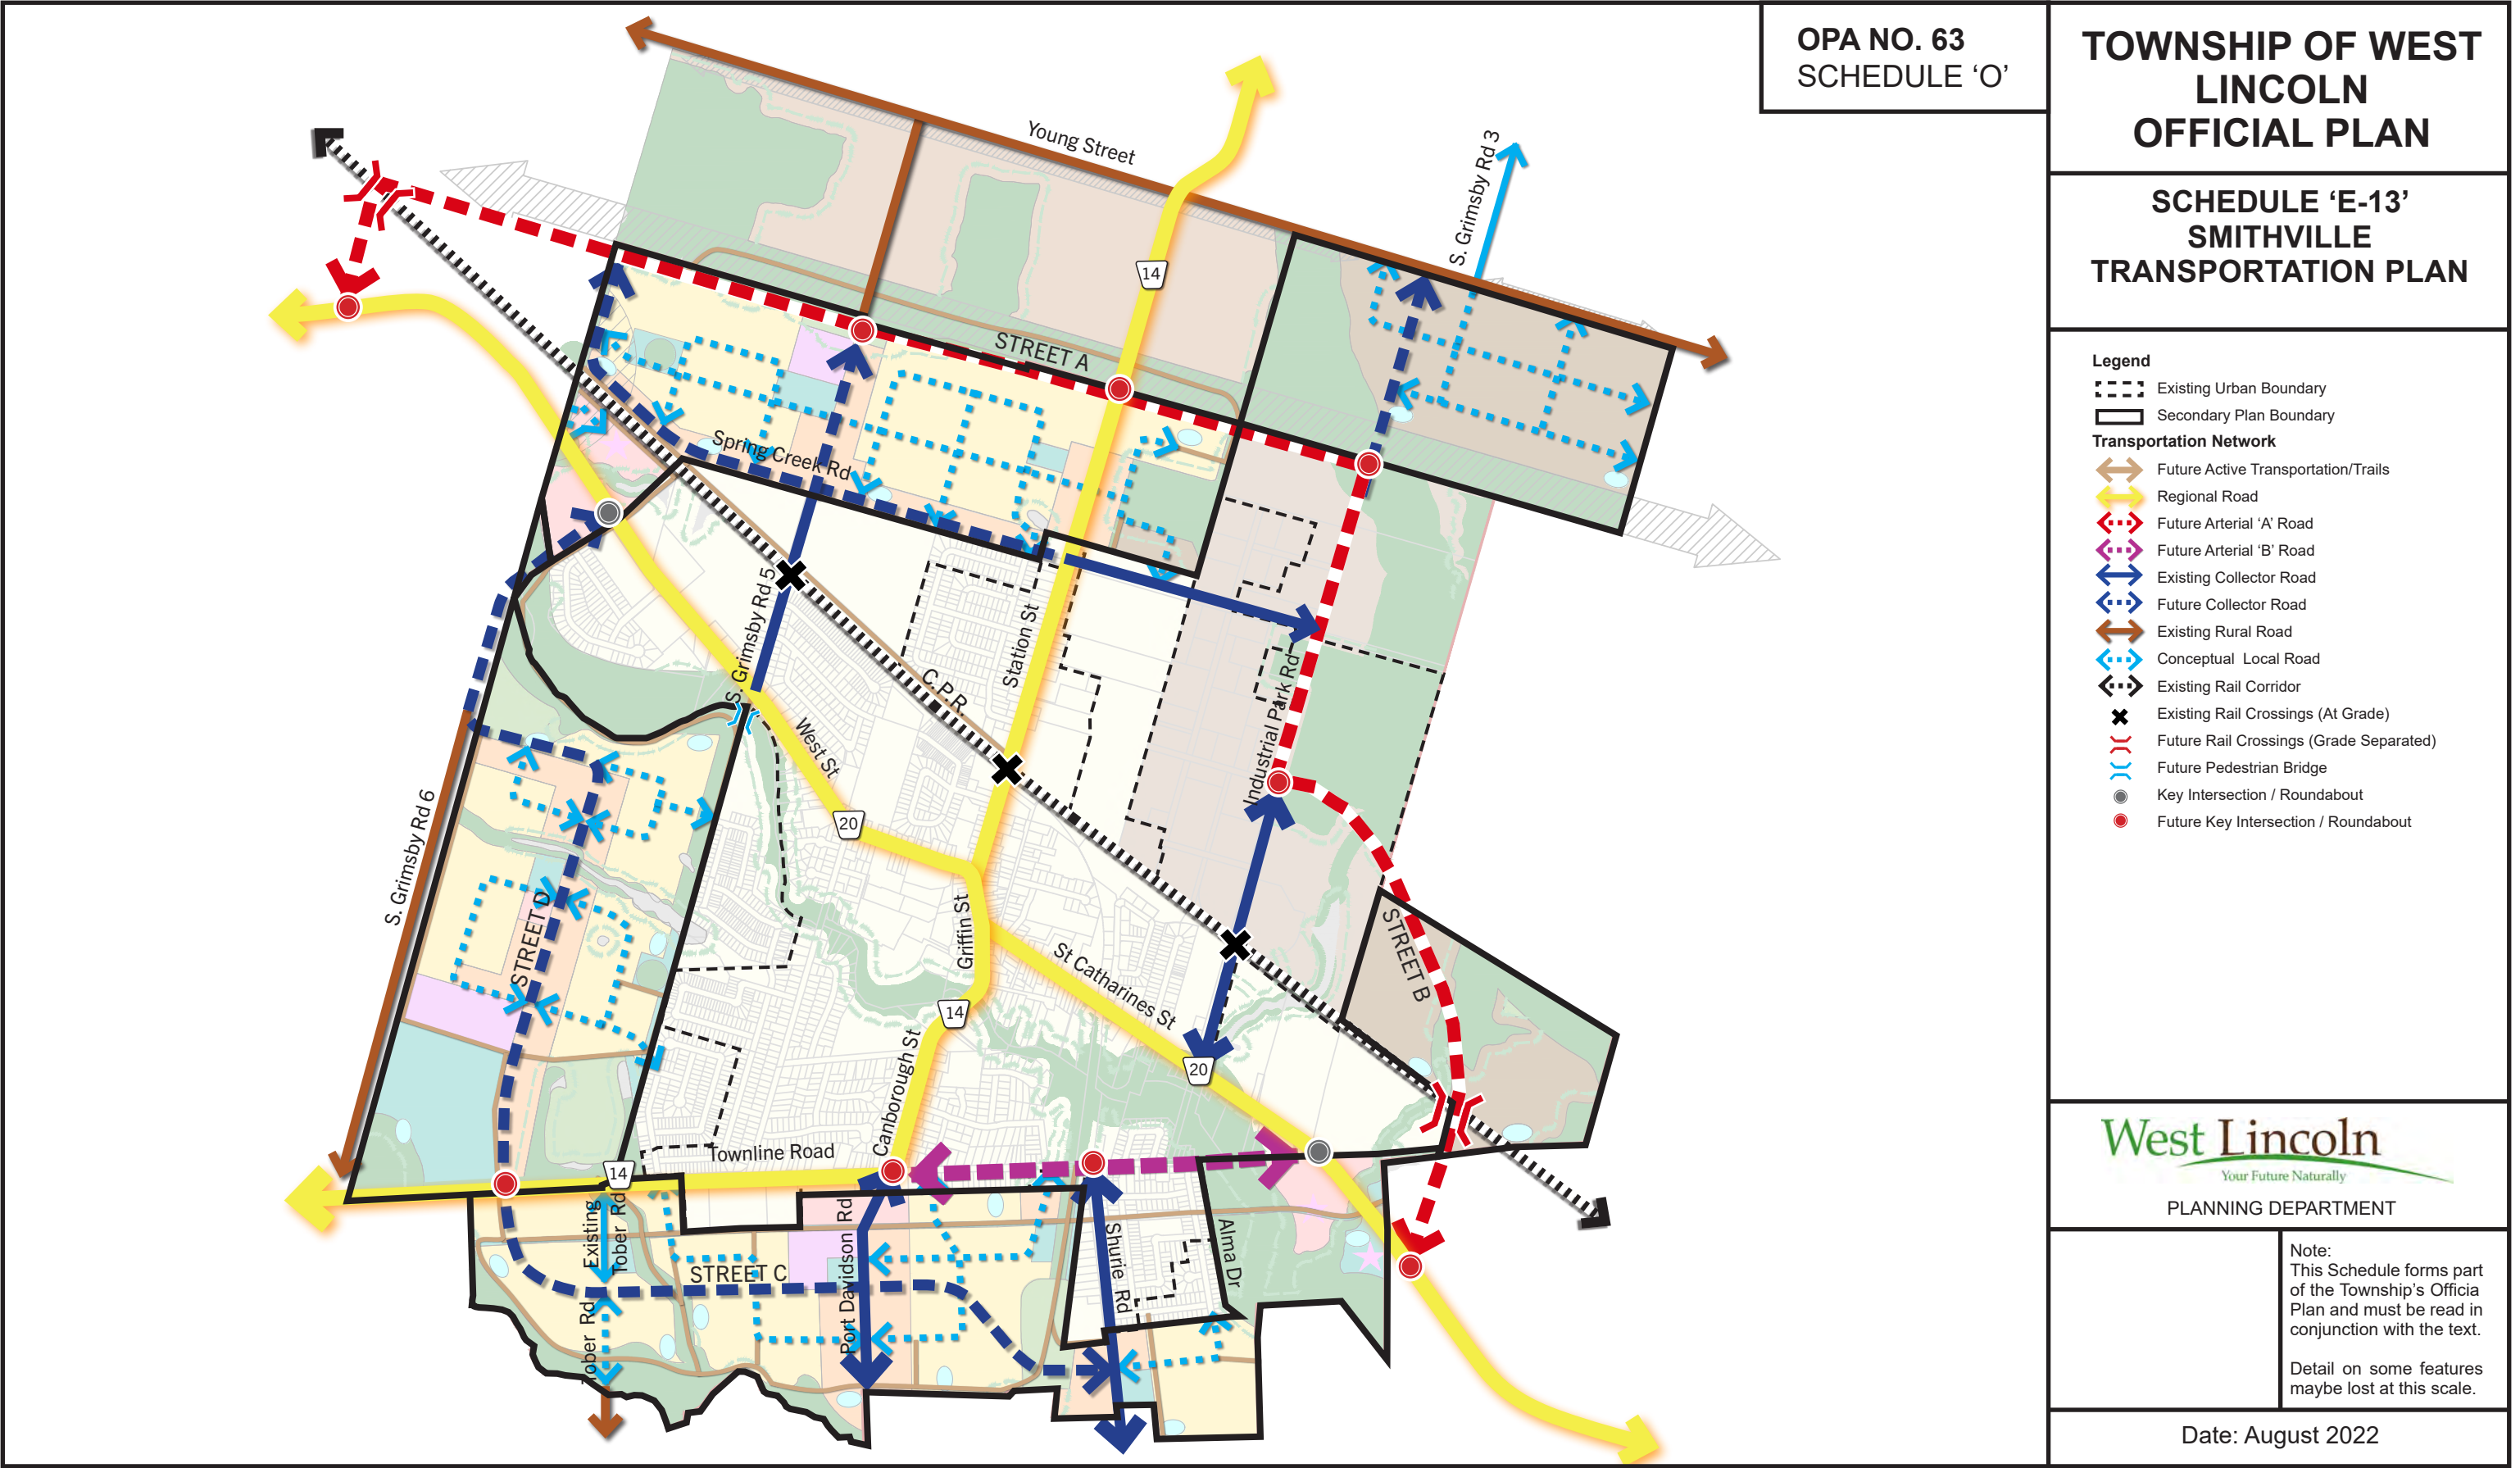 OPA NO. 63
SCHEDULE ‘O’
TOWNSHIP OF WEST
LINCOLN
OFFICIAL PLAN
SCHEDULE ‘E-13’
SMITHVILLE
TRANSPORTATION PLAN
Legend
Existing Urban Boundary
Secondary Plan Boundary
Transportation Network
Future Active Transportation/Trails
Regional Road
Future Arterial ‘A’ Road
Future Arterial ‘B’ Road
Existing Collector Road
Future Collector Road
Existing Rural Road
Conceptual Local Road
Existing Rail Corridor
Existing Rail Crossings (At Grade)
Future Rail Crossings (Grade Separated)
Future Pedestrian Bridge
Key Intersection / Roundabout
Future Key Intersection / Roundabout
West Lincoln
Your Future Naturally
PLANNING DEPARTMENT
Note:
This Schedule forms part
of the Township’s Officia
Plan and must be read in
conjunction with the text.
Detail on some features
maybe lost at this scale.
Date: August 2022
Young Street
S. Grimsby Rd 3
14
STREET A
Spring Creek Rd
S. Grimsby Rd 5
Station St
C.P.R.
West St
Industrial Park Rd
20
S. Grimsby Rd 6
STREET D
Griffin St
St Catharines St
STREET B
14
20
Canborough St
Townline Road
14
Existing
Tober Rd
STREET C
Port Davidson Rd
Shurie Rd
Alma Dr
Tober Rd